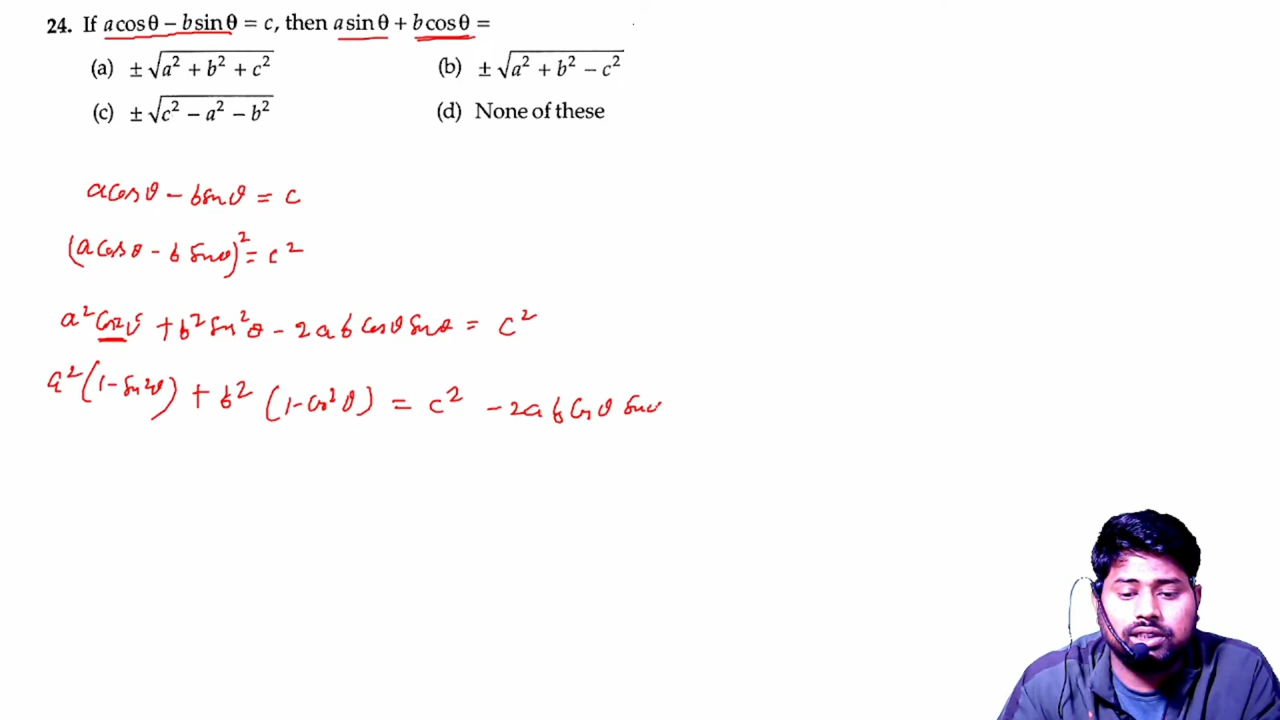 24. If a cos θ − b sin θ = c, then a sin θ + b cos θ =
(a) ± √(a² + b² + c²)
(b) ± √(a² + b² − c²)
(c) ± √(c² − a² − b²)
(d) None of these
a cos θ − b sin θ = c
(a cos θ − b sin θ)² = c²
a² cos² θ + b² sin² θ − 2ab cos θ sin θ = c²
a² (1 − sin² θ) + b² (1 − cos² θ) = c² − 2ab cos θ sin θ